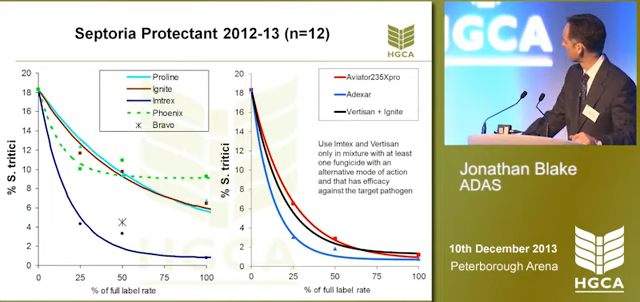 Septoria Protectant 2012-13 (n=12)
HGCA
% S. tritici
20
18
16
14
12
10
8
6
4
2
0
0
25
50
75
100
% of full label rate
Proline
Ignite
Imtrex
Phoenix
Bravo
HGCA
% S. tritici
20
18
16
14
12
10
8
6
4
2
0
0
25
50
75
100
% of full label rate
Aviator235Xpro
Adexar
Vertisan + Ignite
Use Imtex and Vertisan
only in mixture with at least
one fungicide with an
alternative mode of action
and that has efficacy
against the target pathogen
HGCA
HGCA
Jonathan Blake
ADAS
10th December 2013
Peterborough Arena
HGCA